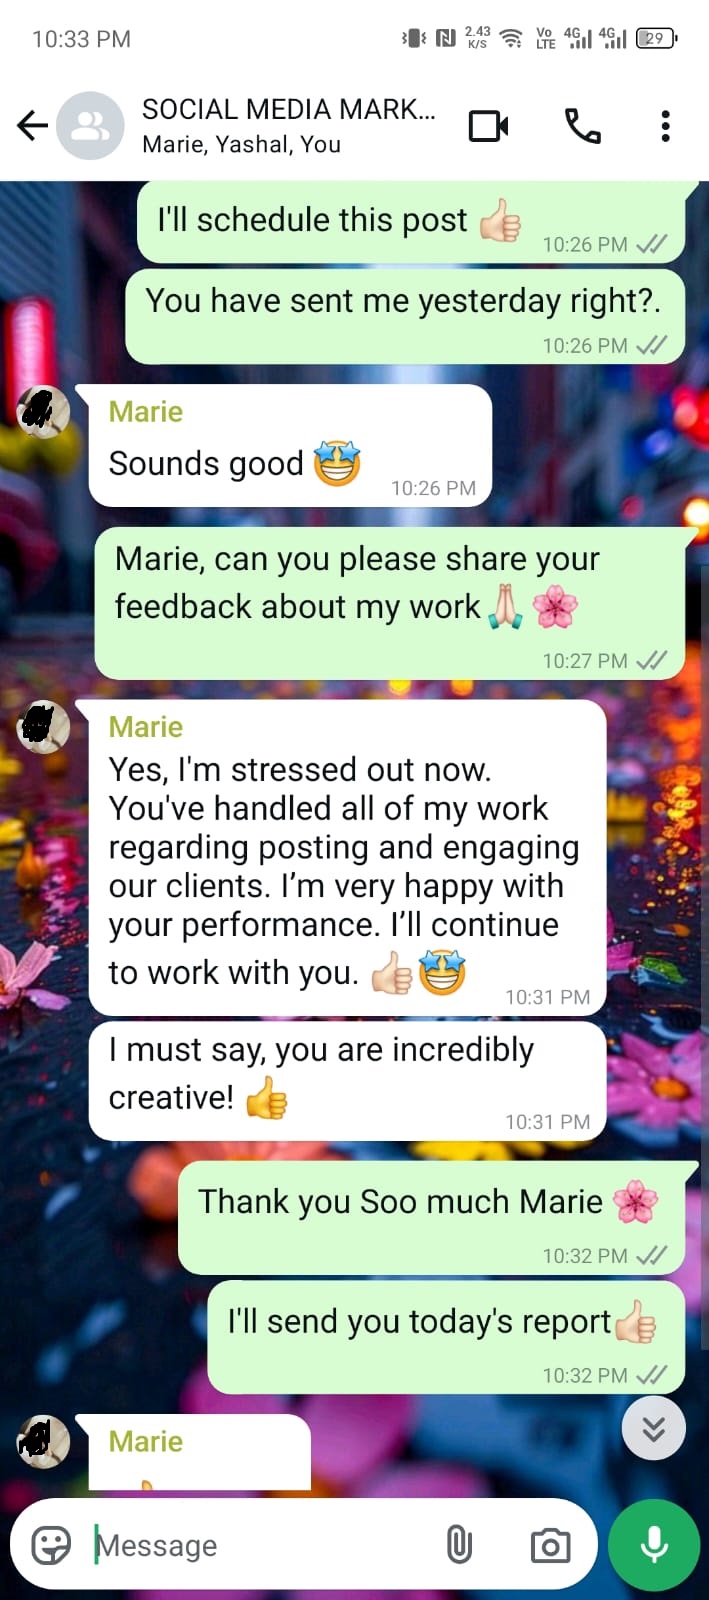 10:33 PM
2.43
K/S
Vo
LTE
4G
4G
29
SOCIAL MEDIA MARK...
Marie, Yashal, You
I'll schedule this post 👍🏻
10:26 PM
You have sent me yesterday right?.
10:26 PM
Marie
Sounds good 🤩
10:26 PM
Marie, can you please share your
feedback about my work 🙏🏻 🌸
10:27 PM
Marie
Yes, I'm stressed out now.
You've handled all of my work
regarding posting and engaging
our clients. I’m very happy with
your performance. I’ll continue
to work with you. 👍🏻🤩
10:31 PM
I must say, you are incredibly
creative! 👍
10:31 PM
Thank you Soo much Marie 🌸
10:32 PM
I'll send you today's report👍🏻
10:32 PM
Marie
Message